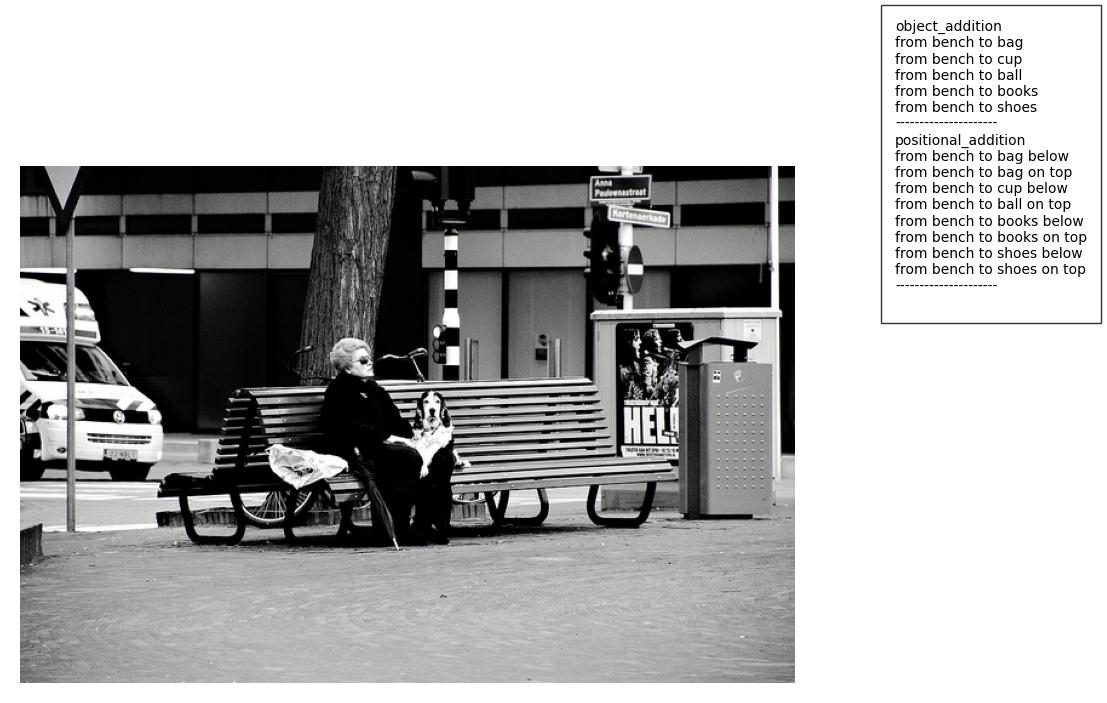 object_addition
from bench to bag
from bench to cup
from bench to ball
from bench to books
from bench to shoes
---------------------
positional_addition
from bench to bag below
from bench to bag on top
from bench to cup below
from bench to ball on top
from bench to books below
from bench to books on top
from bench to shoes below
from bench to shoes on top
---------------------
Anna
Paulownastraat
Kortenaerkade
HEL